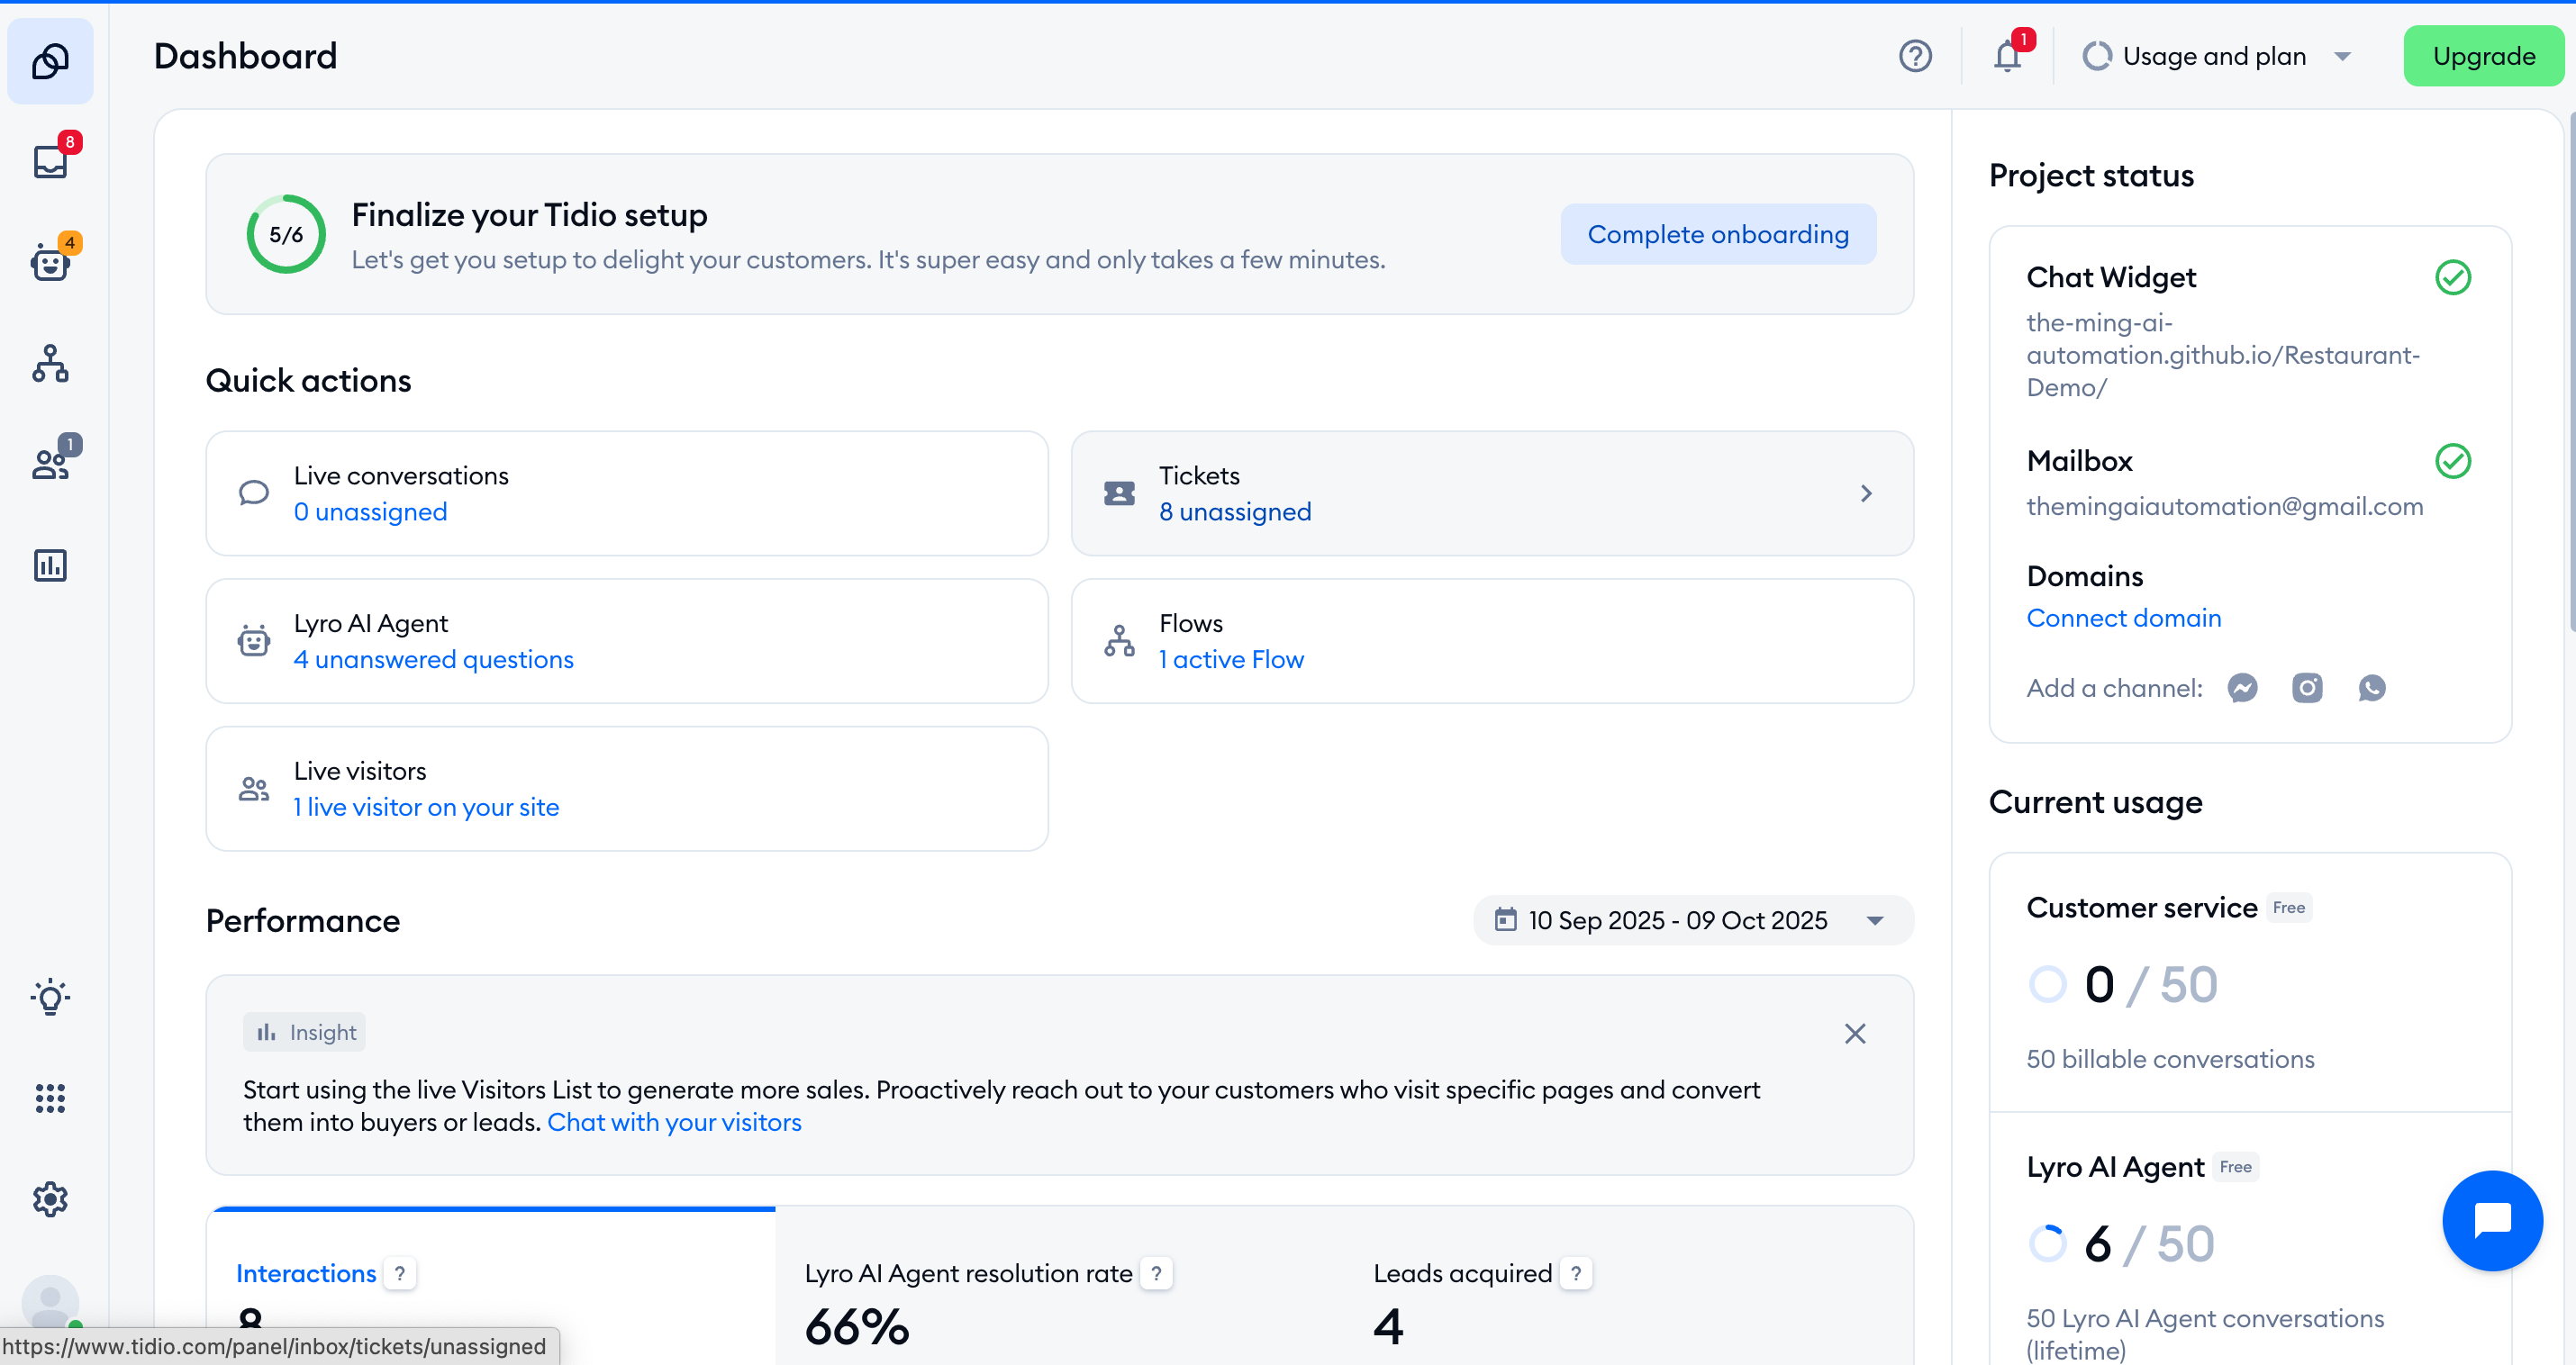 Dashboard
1
Usage and plan
Upgrade
8
4
1
5/6
Finalize your Tidio setup
Let's get you setup to delight your customers. It's super easy and only takes a few minutes.
Complete onboarding
Quick actions
Live conversations
0 unassigned
Tickets
8 unassigned
Lyro AI Agent
4 unanswered questions
Flows
1 active Flow
Live visitors
1 live visitor on your site
Performance
10 Sep 2025 - 09 Oct 2025
Insight
Start using the live Visitors List to generate more sales. Proactively reach out to your customers who visit specific pages and convert
them into buyers or leads. Chat with your visitors
Interactions ?
8
Lyro AI Agent resolution rate ?
66%
Leads acquired ?
4
Project status
Chat Widget
the-ming-ai-
automation.github.io/Restaurant-
Demo/
Mailbox
themingaiautomation@gmail.com
Domains
Connect domain
Add a channel:
Current usage
Customer service Free
0 / 50
50 billable conversations
Lyro AI Agent Free
6 / 50
50 Lyro AI Agent conversations
(lifetime)
https://www.tidio.com/panel/inbox/tickets/unassigned